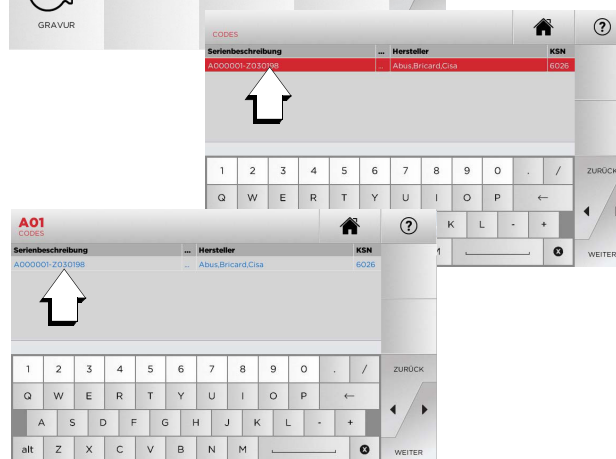 GRAVUR
CODES
Serienbeschreibung ... Hersteller KSN
A000001-Z030198 ... Abus,Bricard,Cisa 6026
1 2 3 4 5 6 7 8 9 0 . / ZURÜCK
Q W E R T Y U I O P ←
K L - +
WEITER
A01
CODES
Serienbeschreibung ... Hersteller KSN
A000001-Z030198 ... Abus,Bricard,Cisa 6026
1 2 3 4 5 6 7 8 9 0 . / ZURÜCK
Q W E R T Y U I O P ←
A S D F G H J K L - +
alt Z X C V B N M WEITER